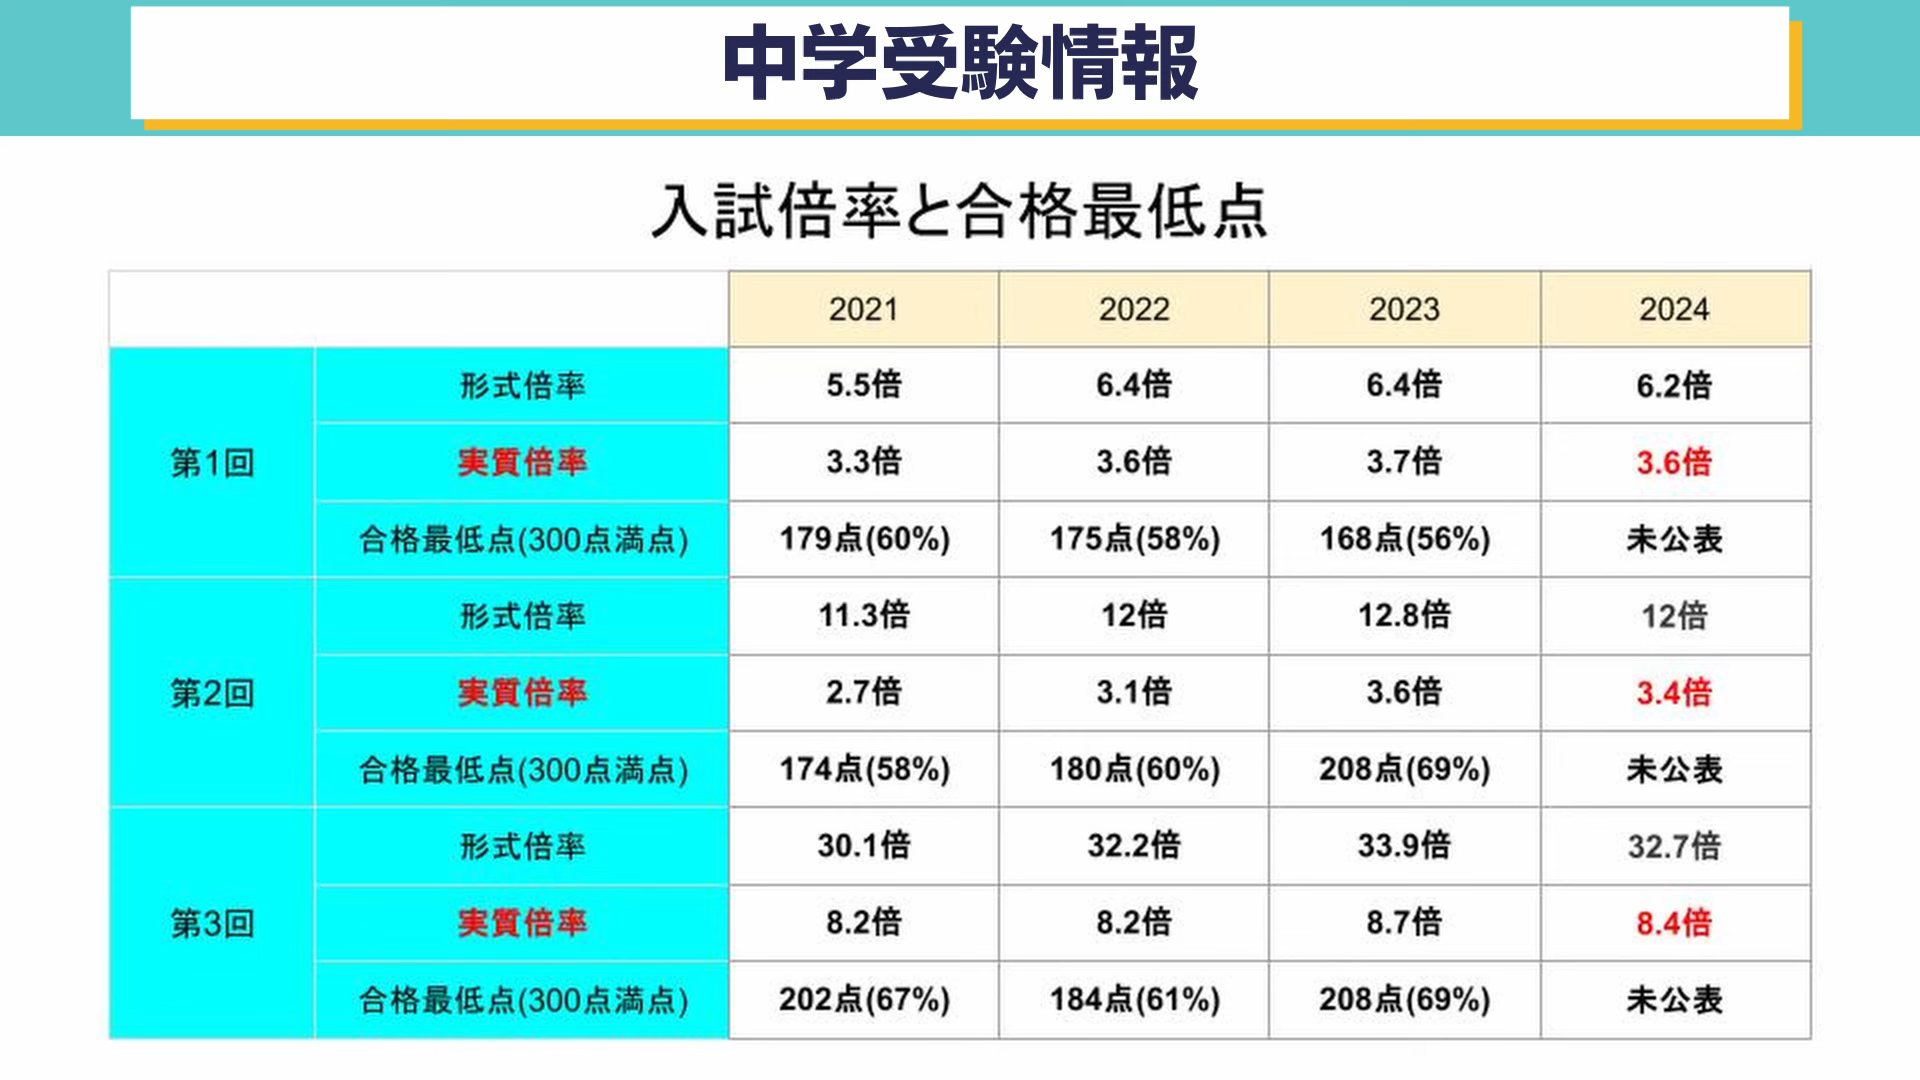 中学受験情報
入試倍率と合格最低点
2021 2022 2023 2024
第1回
形式倍率 5.5倍 6.4倍 6.4倍 6.2倍
実質倍率 3.3倍 3.6倍 3.7倍 3.6倍
合格最低点(300点満点) 179点(60%) 175点(58%) 168点(56%) 未公表
第2回
形式倍率 11.3倍 12倍 12.8倍 12倍
実質倍率 2.7倍 3.1倍 3.6倍 3.4倍
合格最低点(300点満点) 174点(58%) 180点(60%) 208点(69%) 未公表
第3回
形式倍率 30.1倍 32.2倍 33.9倍 32.7倍
実質倍率 8.2倍 8.2倍 8.7倍 8.4倍
合格最低点(300点満点) 202点(67%) 184点(61%) 208点(69%) 未公表